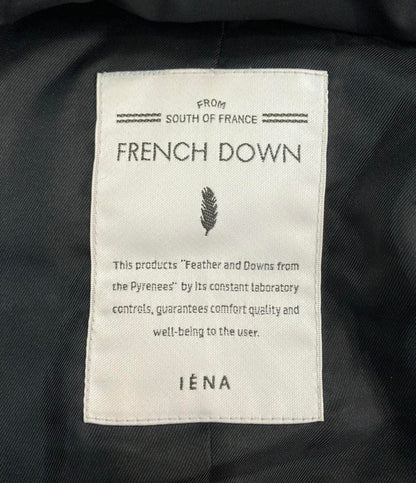 FROM
SOUTH OF FRANCE
FRENCH DOWN
This products "Feather and Downs from
the Pyrenees" by its constant laboratory
controls, guarantees comfort quality and
well-being to the user.
IÉNA